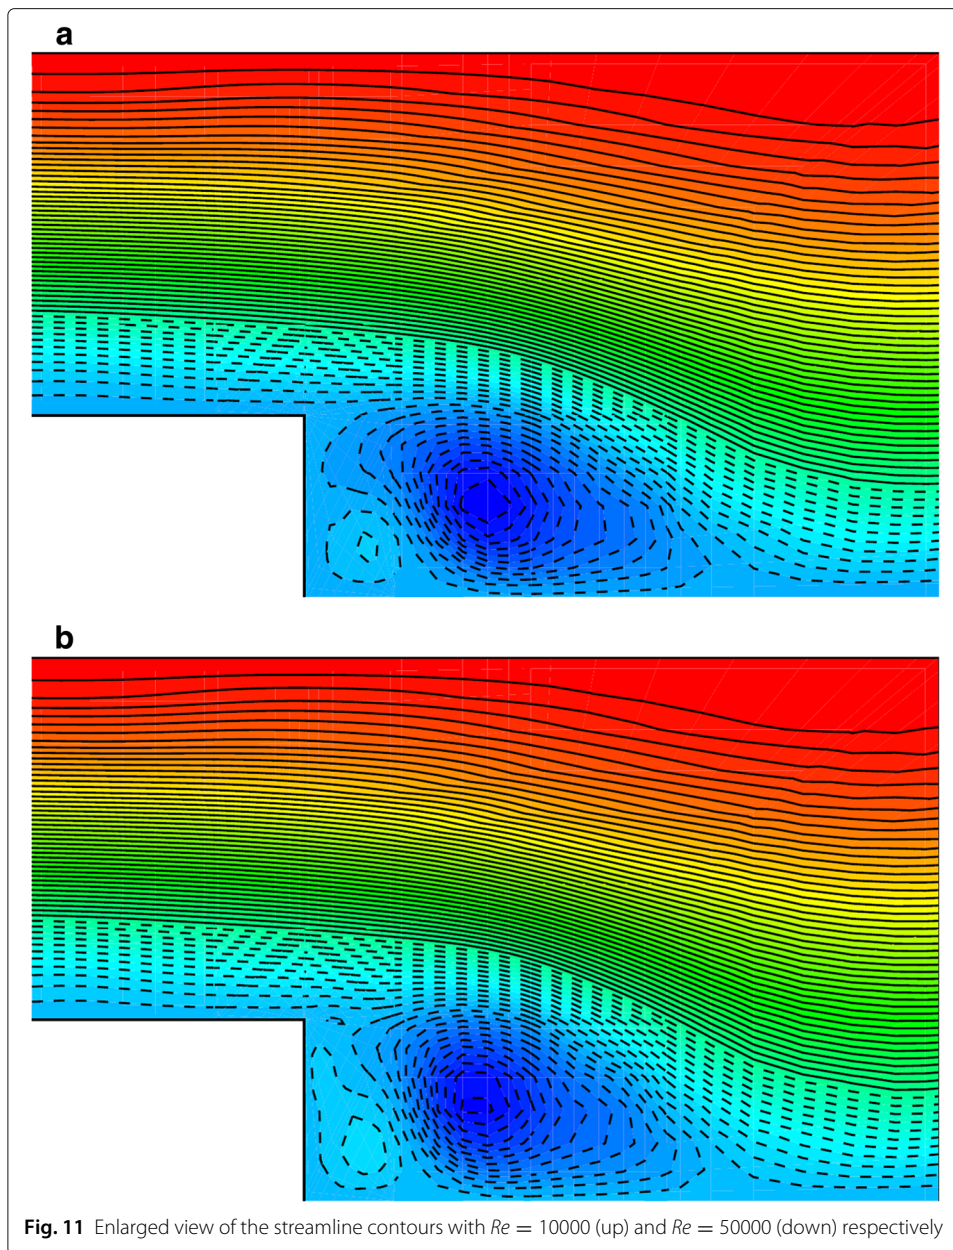 a
b
Fig. 11 Enlarged view of the streamline contours with Re = 10000 (up) and Re = 50000 (down) respectively